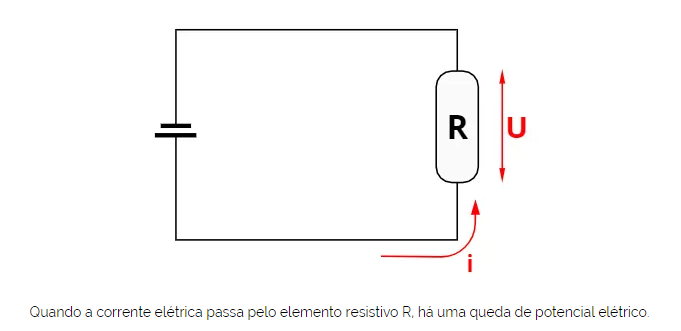 R
U
i
Quando a corrente elétrica passa pelo elemento resistivo R, há uma queda de potencial elétrico.